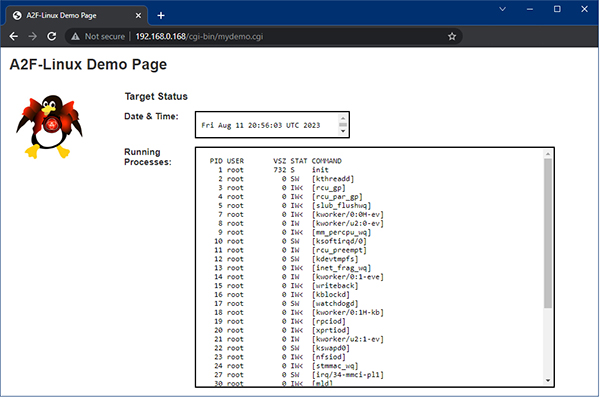 A2F-Linux Demo Page
Not secure | 192.168.0.168/cgi-bin/mydemo.cgi
A2F-Linux Demo Page
Target Status
Date & Time:
Fri Aug 11 20:56:03 UTC 2023
Running
Processes:
PID USER VSZ STAT COMMAND
1 root 732 S init
2 root 0 SW [kthreadd]
3 root 0 IW< [rcu_gp]
4 root 0 IW< [rcu_par_gp]
5 root 0 IW< [slub_flushwq]
7 root 0 IW< [kworker/0:0H-ev]
8 root 0 IW [kworker/u2:0-ev]
9 root 0 IW< [mm_percpu_wq]
10 root 0 SW [ksoftirqd/0]
11 root 0 IW [rcu_preempt]
12 root 0 SW [kdevtmpfs]
13 root 0 IW< [inet_frag_wq]
14 root 0 IW [kworker/0:1-eve]
15 root 0 IW< [writeback]
16 root 0 IW< [kblockd]
17 root 0 SW [watchdogd]
18 root 0 IW< [kworker/0:1H-kb]
19 root 0 IW< [rpciod]
20 root 0 IW< [xprtiod]
21 root 0 IW [kworker/u2:1-ev]
22 root 0 SW [kswapd0]
23 root 0 IW< [nfsiod]
24 root 0 IW< [stmmac_wq]
27 root 0 SW [irq/34-mmci-pl1]
30 root 0 IW< [mld]